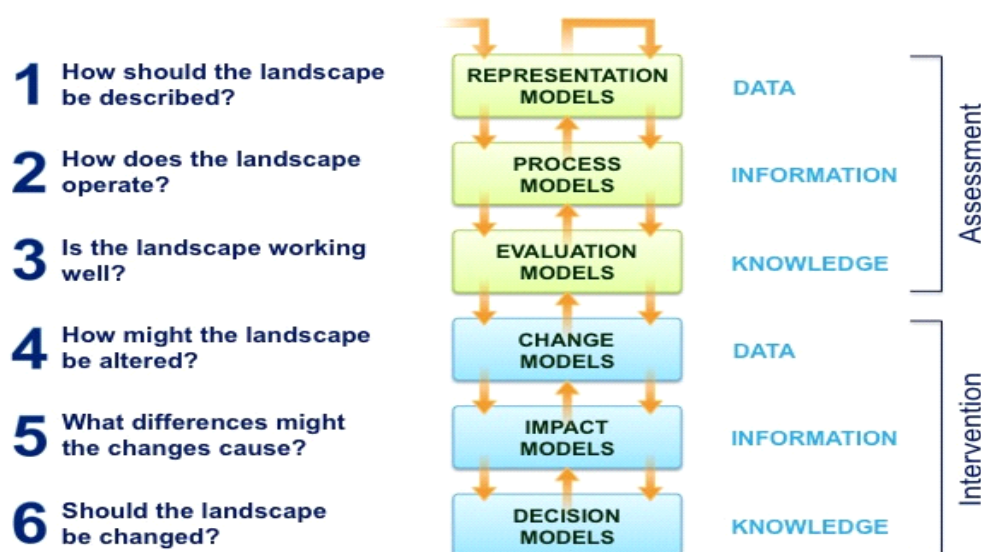 1 How should the landscape
be described?
REPRESENTATION
MODELS
DATA
2 How does the landscape
operate?
PROCESS
MODELS
INFORMATION
3 Is the landscape working
well?
EVALUATION
MODELS
KNOWLEDGE
Assessment
4 How might the landscape
be altered?
CHANGE
MODELS
DATA
5 What differences might
the changes cause?
IMPACT
MODELS
INFORMATION
6 Should the landscape
be changed?
DECISION
MODELS
KNOWLEDGE
Intervention